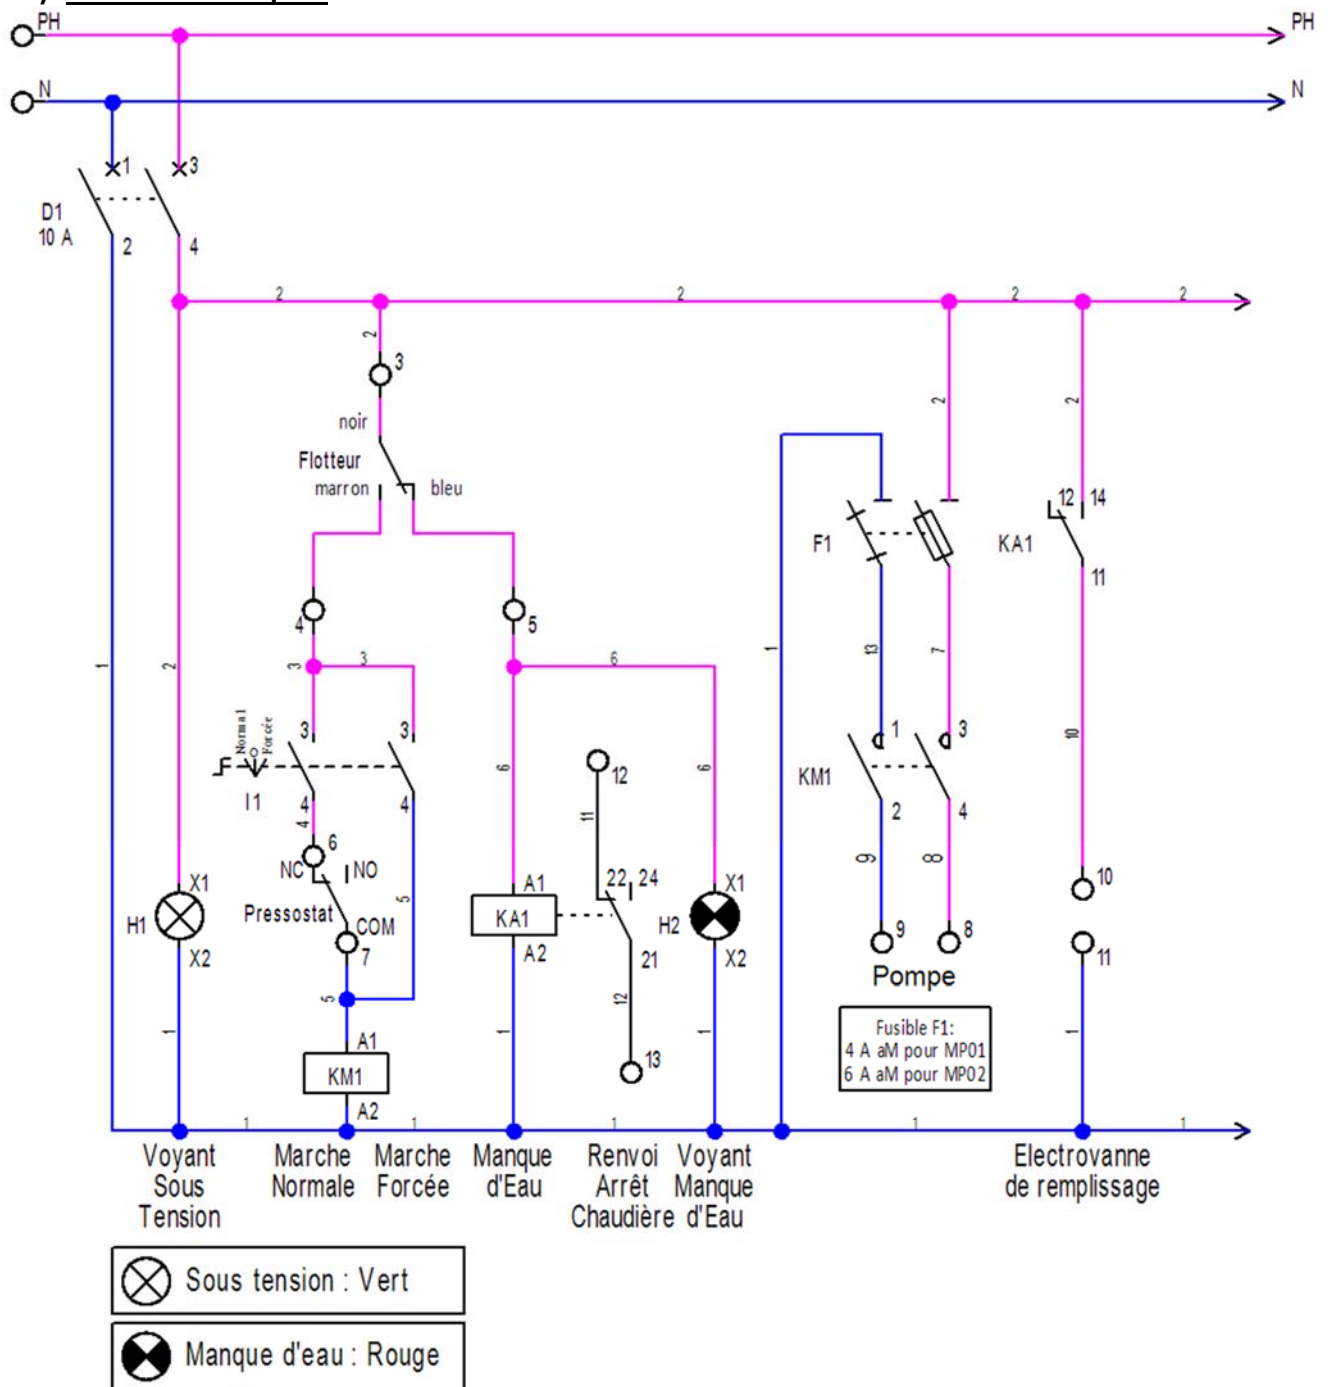 PH
PH
N
N
1
3
D1
10 A
2
4
2
2
2
2
2
3
noir
Flotteur
marron
bleu
2
2
12
14
F1
KA1
11
4
5
1
2
3
3
6
1
13
7
Normal
O
Forcée
3
3
I1
4
4
4
6
NC
NO
Pressostat
COM
7
5
5
6
12
11
6
1
3
KM1
2
4
10
9
8
X1
H1
X2
A1
KA1
A2
22
24
21
X1
H2
X2
9
8
Pompe
10
11
12
13
1
A1
KM1
A2
1
1
Fusible F1:
4 A aM pour MP01
6 A aM pour MP02
1
1
1
1
1
1
Voyant
Sous
Tension
Marche
Normale
Marche
Forcée
Manque
d'Eau
Renvoi
Arrêt
Chaudière
Voyant
Manque
d'Eau
Electrovanne
de remplissage
Sous tension : Vert
Manque d'eau : Rouge